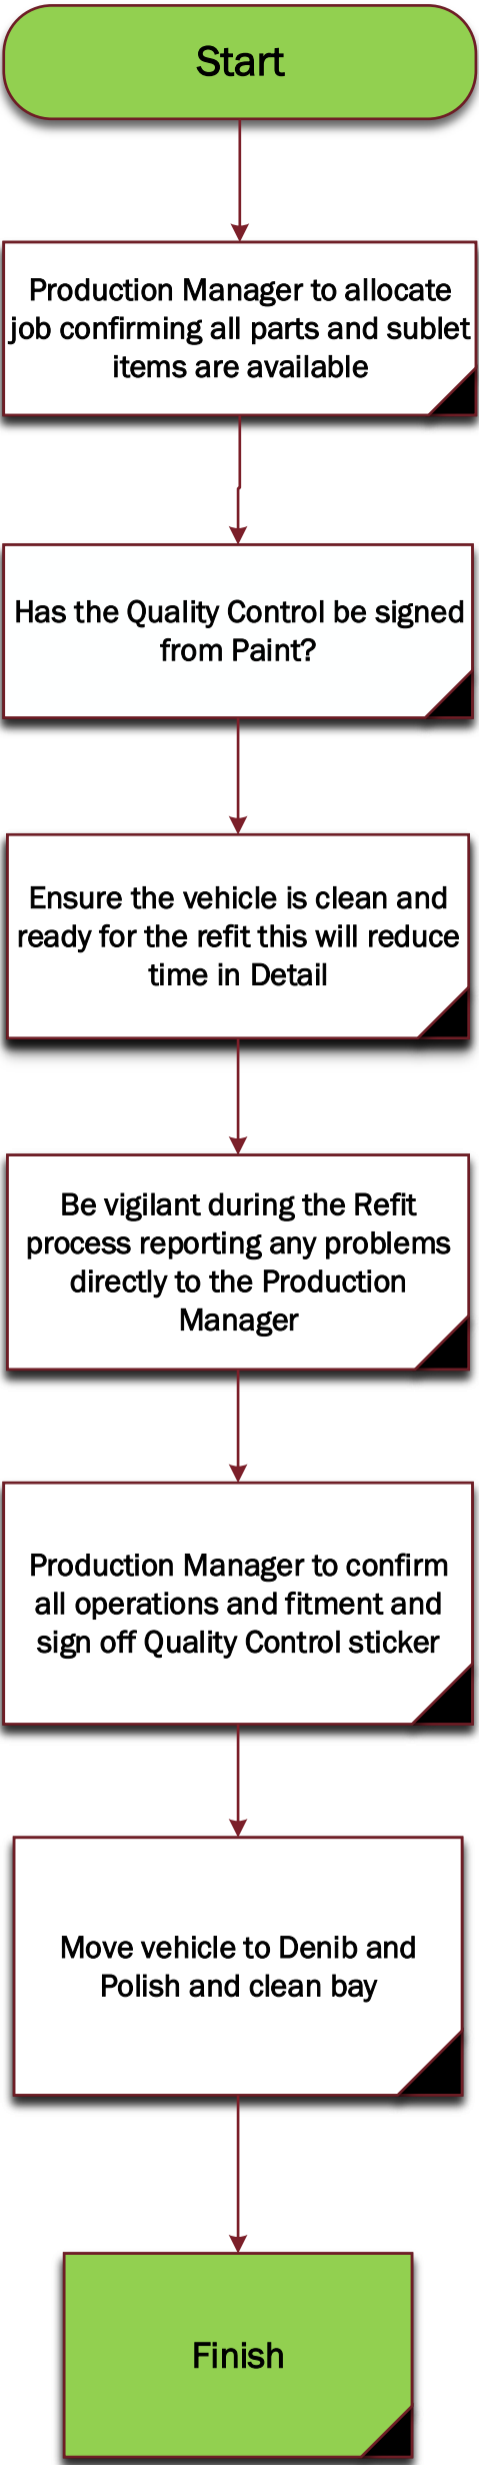 Start
Production Manager to allocate
job confirming all parts and sublet
items are available
Has the Quality Control be signed
from Paint?
Ensure the vehicle is clean and
ready for the refit this will reduce
time in Detail
Be vigilant during the Refit
process reporting any problems
directly to the Production
Manager
Production Manager to confirm
all operations and fitment and
sign off Quality Control sticker
Move vehicle to Denib and
Polish and clean bay
Finish